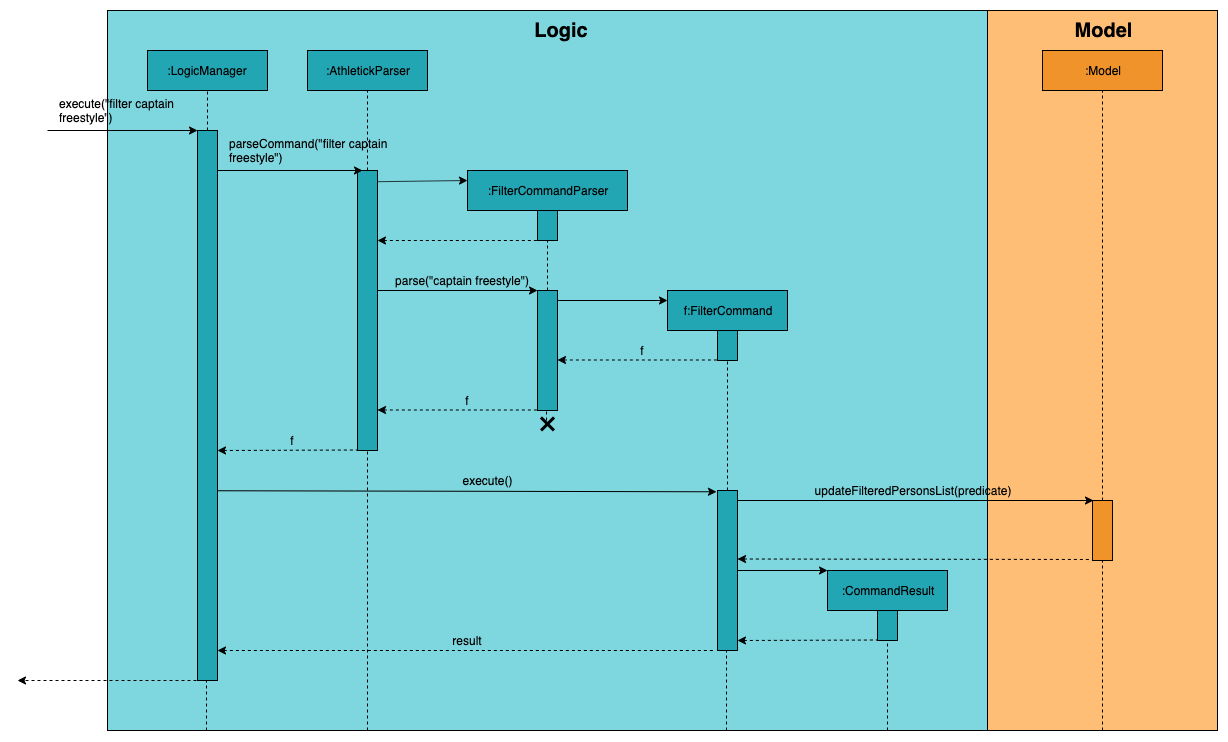 Logic
Model
:LogicManager
:AthletickParser
:Model
execute("filter captain
freestyle")
parseCommand("filter captain
freestyle")
:FilterCommandParser
parse("captain freestyle")
f:FilterCommand
f
f
f
execute()
updateFilteredPersonsList(predicate)
:CommandResult
result